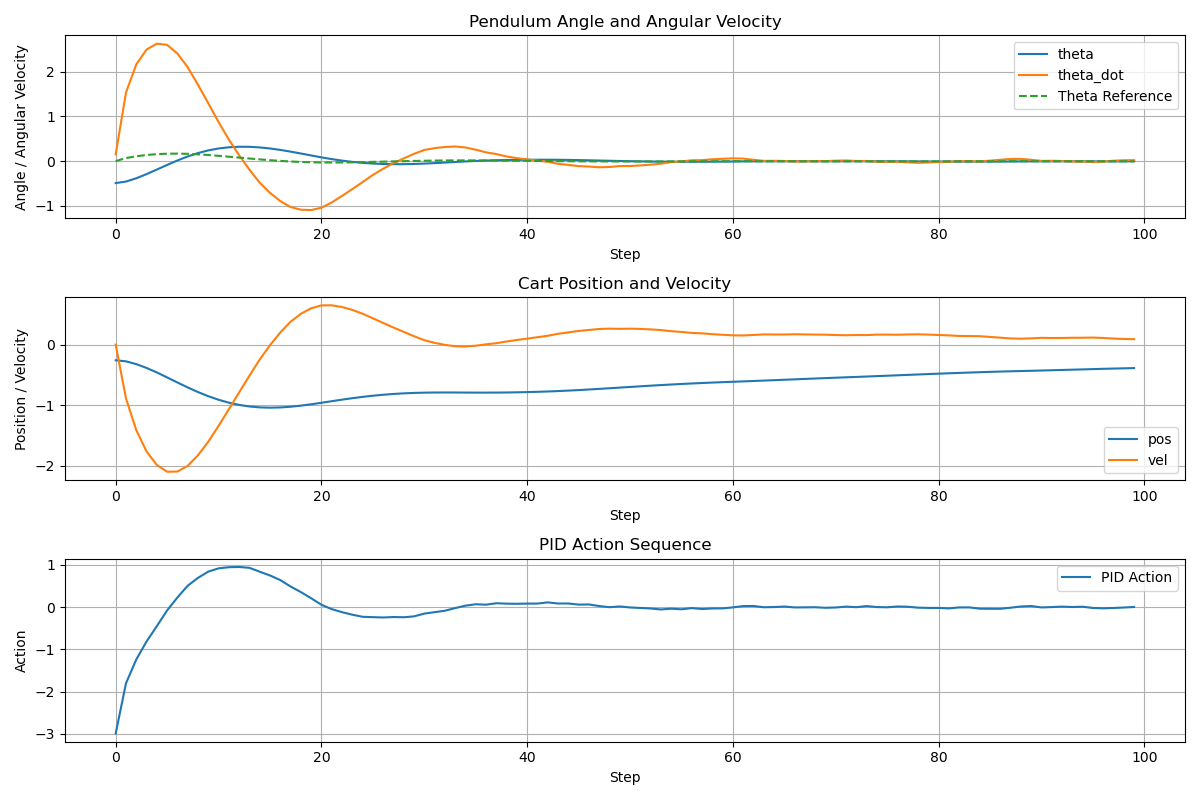 Pendulum Angle and Angular Velocity
Angle / Angular Velocity
2
1
0
−1
theta
theta_dot
Theta Reference
0 20 40 60 80 100
Step
Cart Position and Velocity
Position / Velocity
0
−1
−2
pos
vel
0 20 40 60 80 100
Step
PID Action Sequence
Action
1
0
−1
−2
−3
PID Action
0 20 40 60 80 100
Step